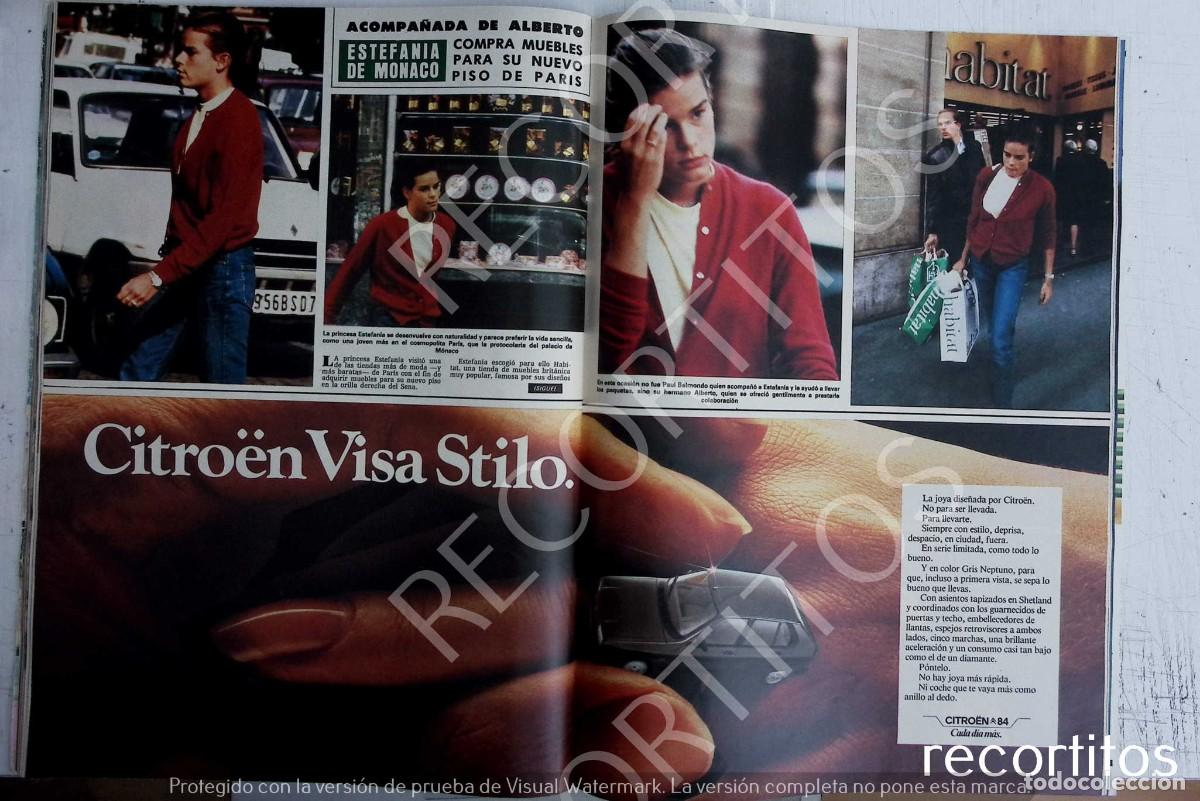 ACOMPAÑADA DE ALBERTO
ESTEFANIA
DE MONACO
COMPRA MUEBLES
PARA SU NUEVO
PISO DE PARIS
956BSD7
La princesa Estefanía se desenvuelve con naturalidad y parece preferir la vida sencilla,
como una joven más en el cosmopolita París, que la protocolaria del palacio de
Mónaco
LA princesa Estefanía visitó una
de las tiendas más de moda —y
más baratas— de París con el fin de
adquirir muebles para su nuevo piso
en la orilla derecha del Sena.
Estefanía escogió para ello Habi-
tat, una tienda de muebles británica
muy popular, famosa por sus diseños
(SIGUE)
habitat
habitat
habitat
En esta ocasión no fue Paul Belmondo quien acompañó a Estefanía y la ayudó a llevar
los paquetes, sino su hermano Alberto, quien se ofreció gentilmente a prestarle
colaboración
Citroën Visa Stilo.
La joya diseñada por Citroën.
No para ser llevada.
Para llevarte.
Siempre con estilo, deprisa,
despacio, en ciudad, fuera.
En serie limitada, como todo lo
bueno.
Y en color Gris Neptuno, para
que, incluso a primera vista, se sepa lo
bueno que llevas.
Con asientos tapizados en Shetland
y coordinados con los guarnecidos de
puertas y techo, embellecedores de
llantas, espejos retrovisores a ambos
lados, cinco marchas, una brillante
aceleración y un consumo casi tan bajo
como el de un diamante.
Póntelo.
No hay joya más rápida.
Ni coche que te vaya más como
anillo al dedo.
CITROËN 84
Cada día más.
RECORTITOS
RECORTITOS
RECORTITOS
recortitos
todocoleccion
Protegido con la versión de prueba de Visual Watermark. La versión completa no pone esta marca.